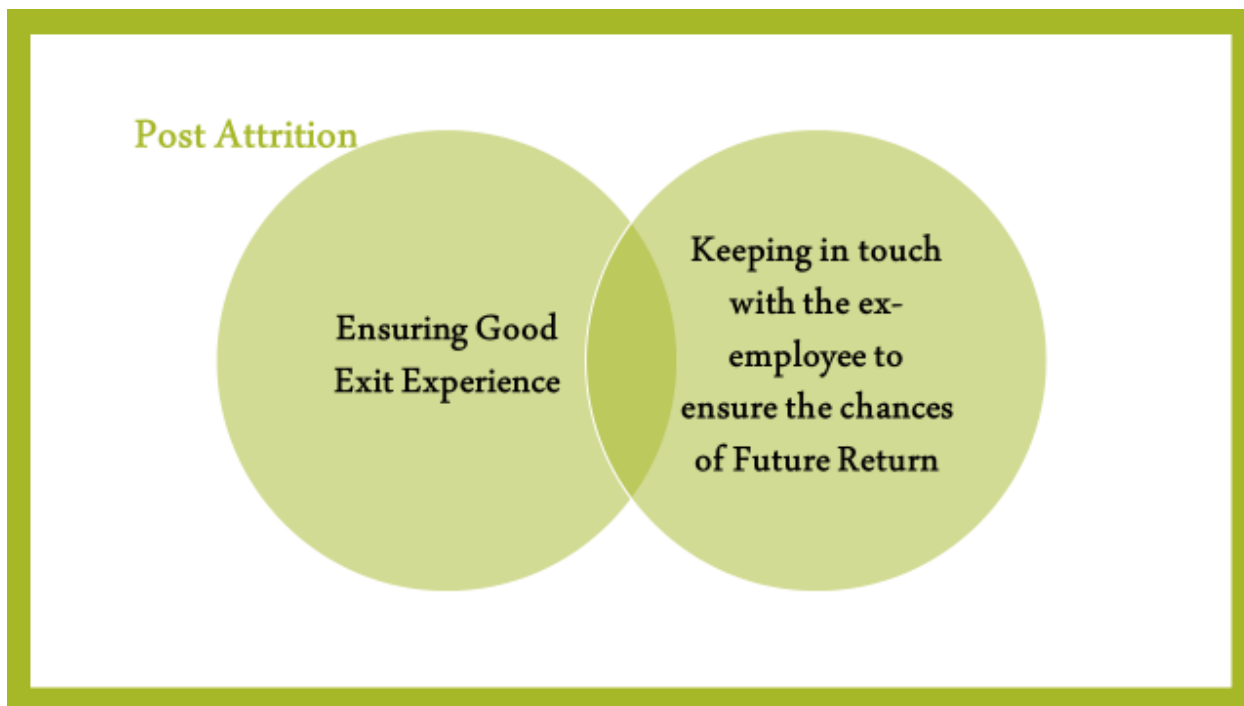 Post Attrition
Ensuring Good
Exit Experience
Keeping in touch
with the ex-
employee to
ensure the chances
of Future Return